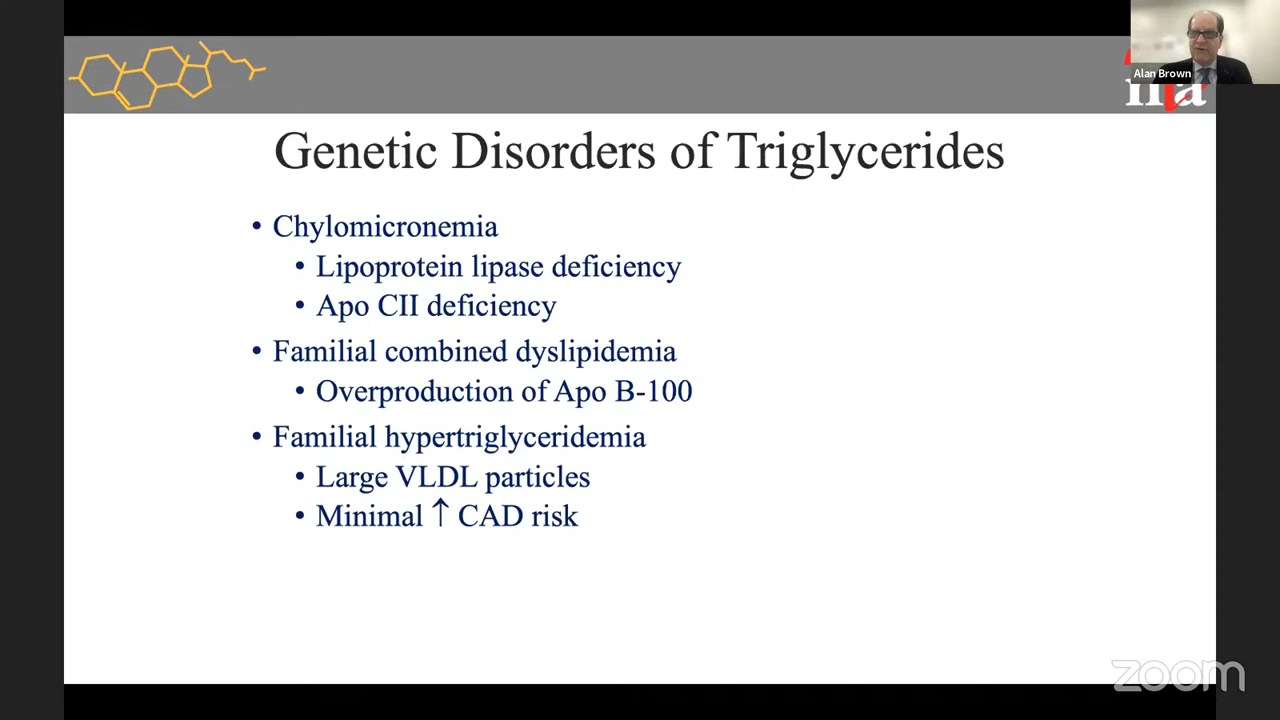 Alan Brown
Genetic Disorders of Triglycerides
• Chylomicronemia
• Lipoprotein lipase deficiency
• Apo CII deficiency
• Familial combined dyslipidemia
• Overproduction of Apo B-100
• Familial hypertriglyceridemia
• Large VLDL particles
• Minimal ↑ CAD risk
zoom